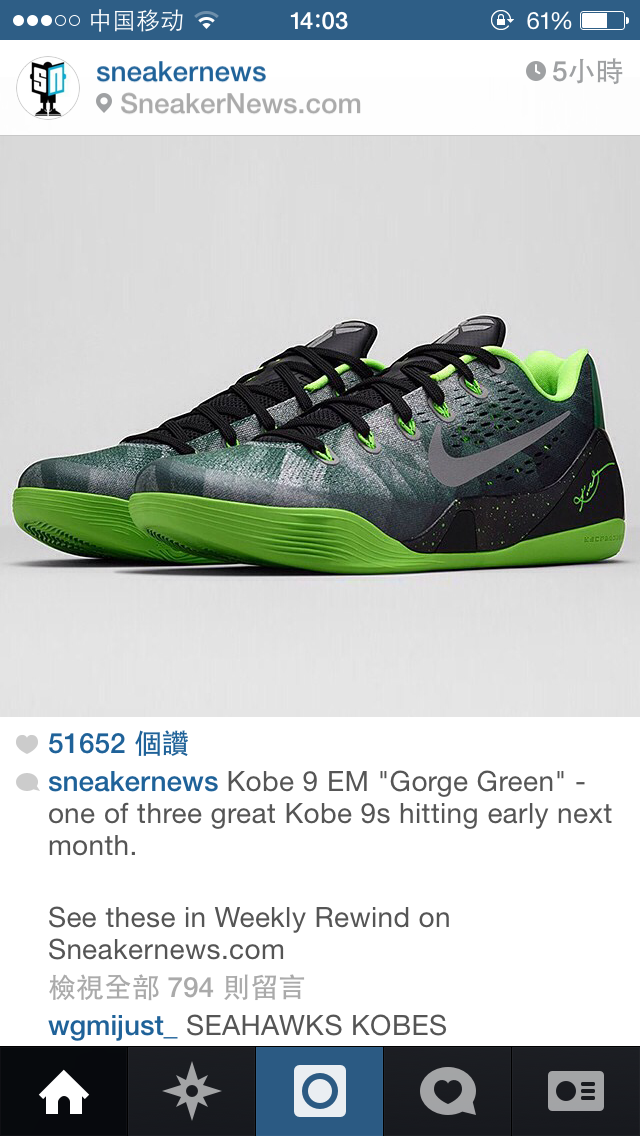 中国移动 14:03 61%
SN
sneakernews 5小時
SneakerNews.com
51652 個讚
sneakernews Kobe 9 EM "Gorge Green" -
one of three great Kobe 9s hitting early next
month.
See these in Weekly Rewind on
Sneakernews.com
檢視全部 794 則留言
wgmijust_ SEAHAWKS KOBES